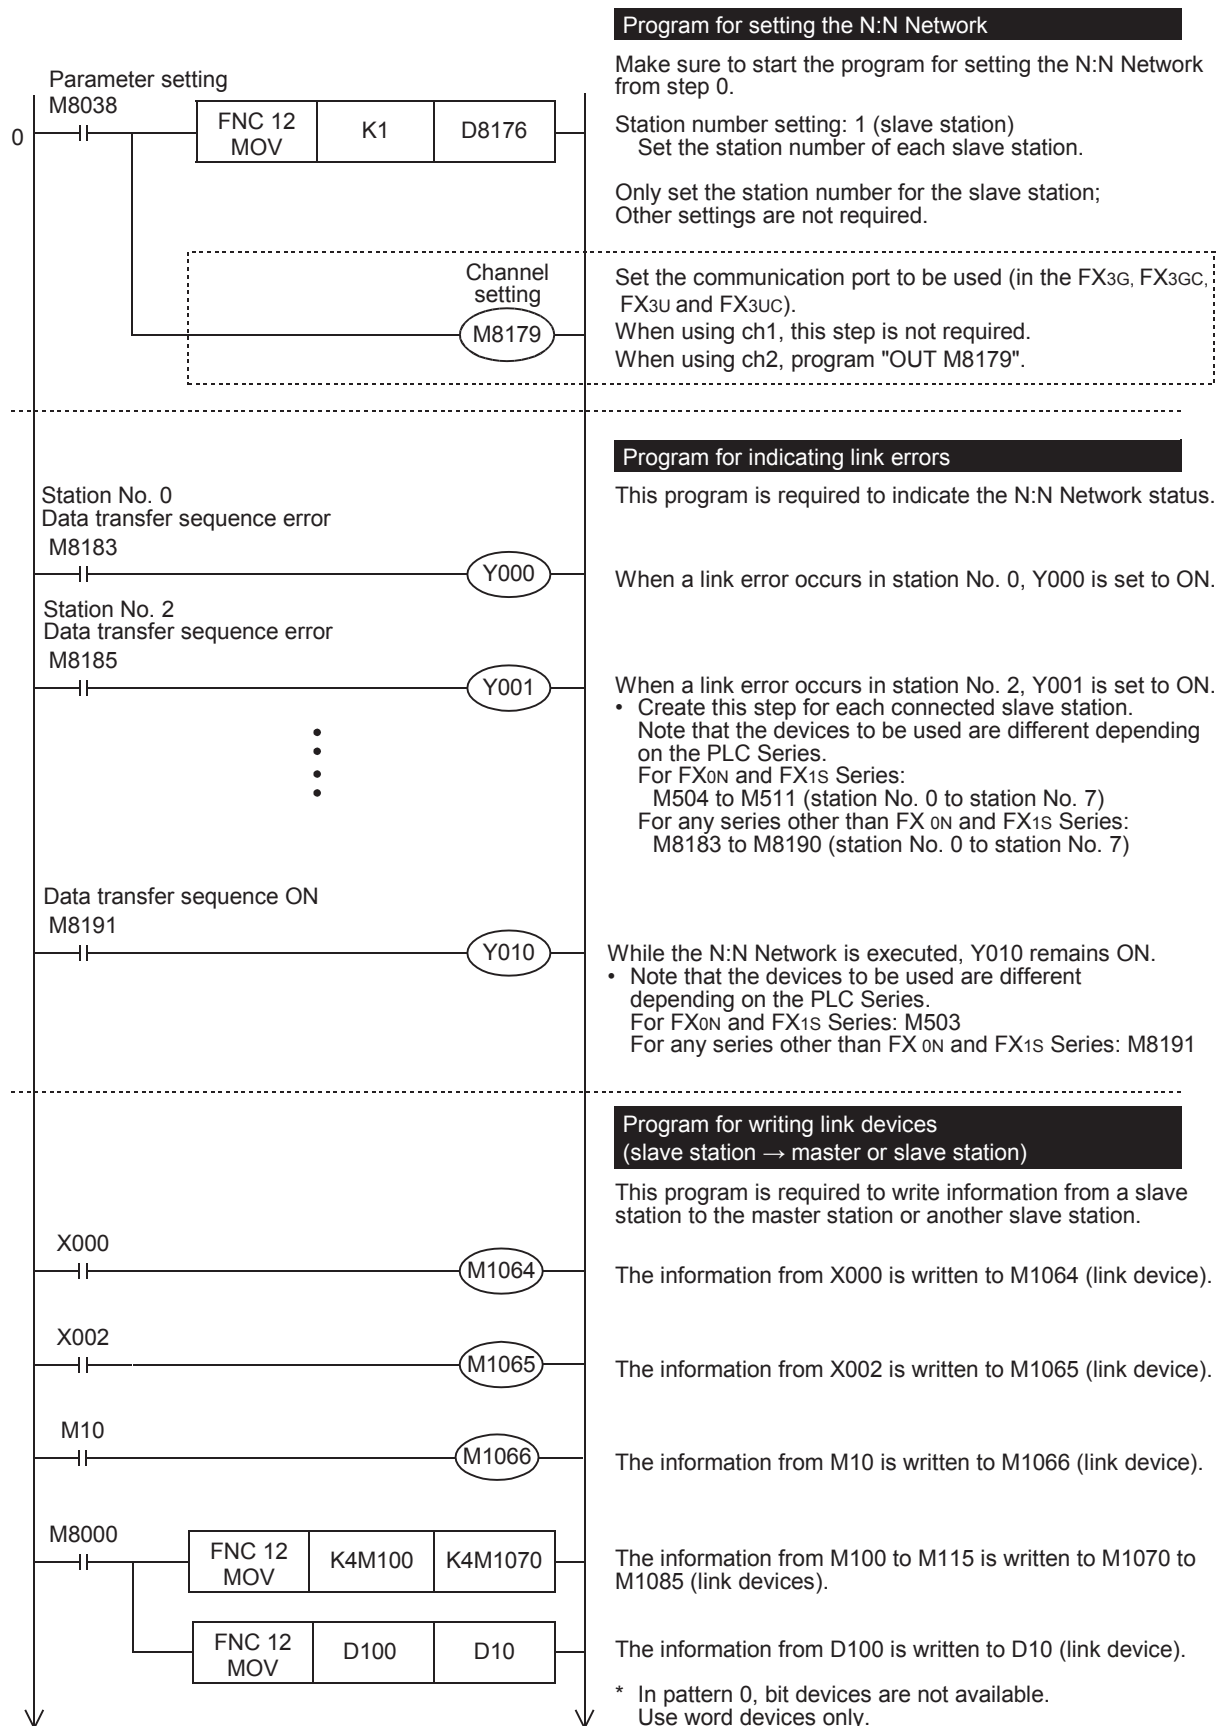 Program for setting the N:N Network
Make sure to start the program for setting the N:N Network
from step 0.
Parameter setting
M8038
0
FNC 12
MOV
K1
D8176
Station number setting: 1 (slave station)
Set the station number of each slave station.
Only set the station number for the slave station;
Other settings are not required.
Channel
setting
M8179
Set the communication port to be used (in the FX3G, FX3GC,
FX3U and FX3UC).
When using ch1, this step is not required.
When using ch2, program "OUT M8179".
Program for indicating link errors
This program is required to indicate the N:N Network status.
Station No. 0
Data transfer sequence error
M8183
Y000
When a link error occurs in station No. 0, Y000 is set to ON.
Station No. 2
Data transfer sequence error
M8185
Y001
When a link error occurs in station No. 2, Y001 is set to ON.
• Create this step for each connected slave station.
Note that the devices to be used are different depending
on the PLC Series.
For FX0N and FX1S Series:
M504 to M511 (station No. 0 to station No. 7)
For any series other than FX 0N and FX1S Series:
M8183 to M8190 (station No. 0 to station No. 7)
Data transfer sequence ON
M8191
Y010
While the N:N Network is executed, Y010 remains ON.
• Note that the devices to be used are different
depending on the PLC Series.
For FX0N and FX1S Series: M503
For any series other than FX 0N and FX1S Series: M8191
Program for writing link devices
(slave station → master or slave station)
This program is required to write information from a slave
station to the master station or another slave station.
X000
M1064
The information from X000 is written to M1064 (link device).
X002
M1065
The information from X002 is written to M1065 (link device).
M10
M1066
The information from M10 is written to M1066 (link device).
M8000
FNC 12
MOV
K4M100
K4M1070
The information from M100 to M115 is written to M1070 to
M1085 (link devices).
FNC 12
MOV
D100
D10
The information from D100 is written to D10 (link device).
* In pattern 0, bit devices are not available.
Use word devices only.